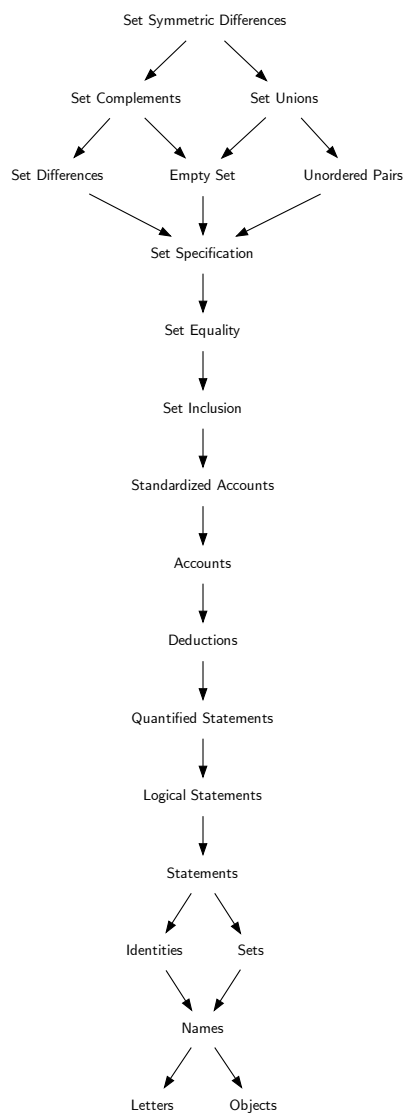 Set Symmetric Differences
Set Complements
Set Unions
Set Differences
Empty Set
Unordered Pairs
Set Specification
Set Equality
Set Inclusion
Standardized Accounts
Accounts
Deductions
Quantified Statements
Logical Statements
Statements
Identities
Sets
Names
Letters
Objects